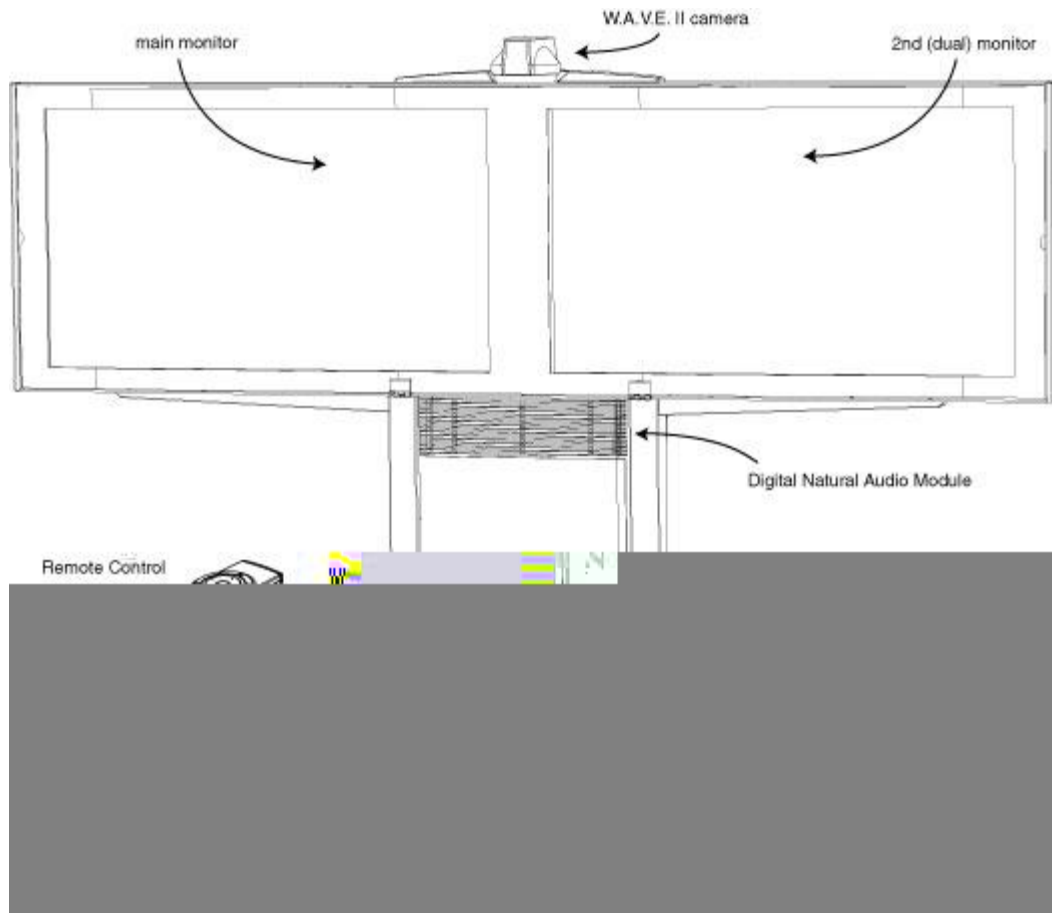 W.A.V.E. II camera
main monitor
2nd (dual) monitor
Digital Natural Audio Module
Remote Control